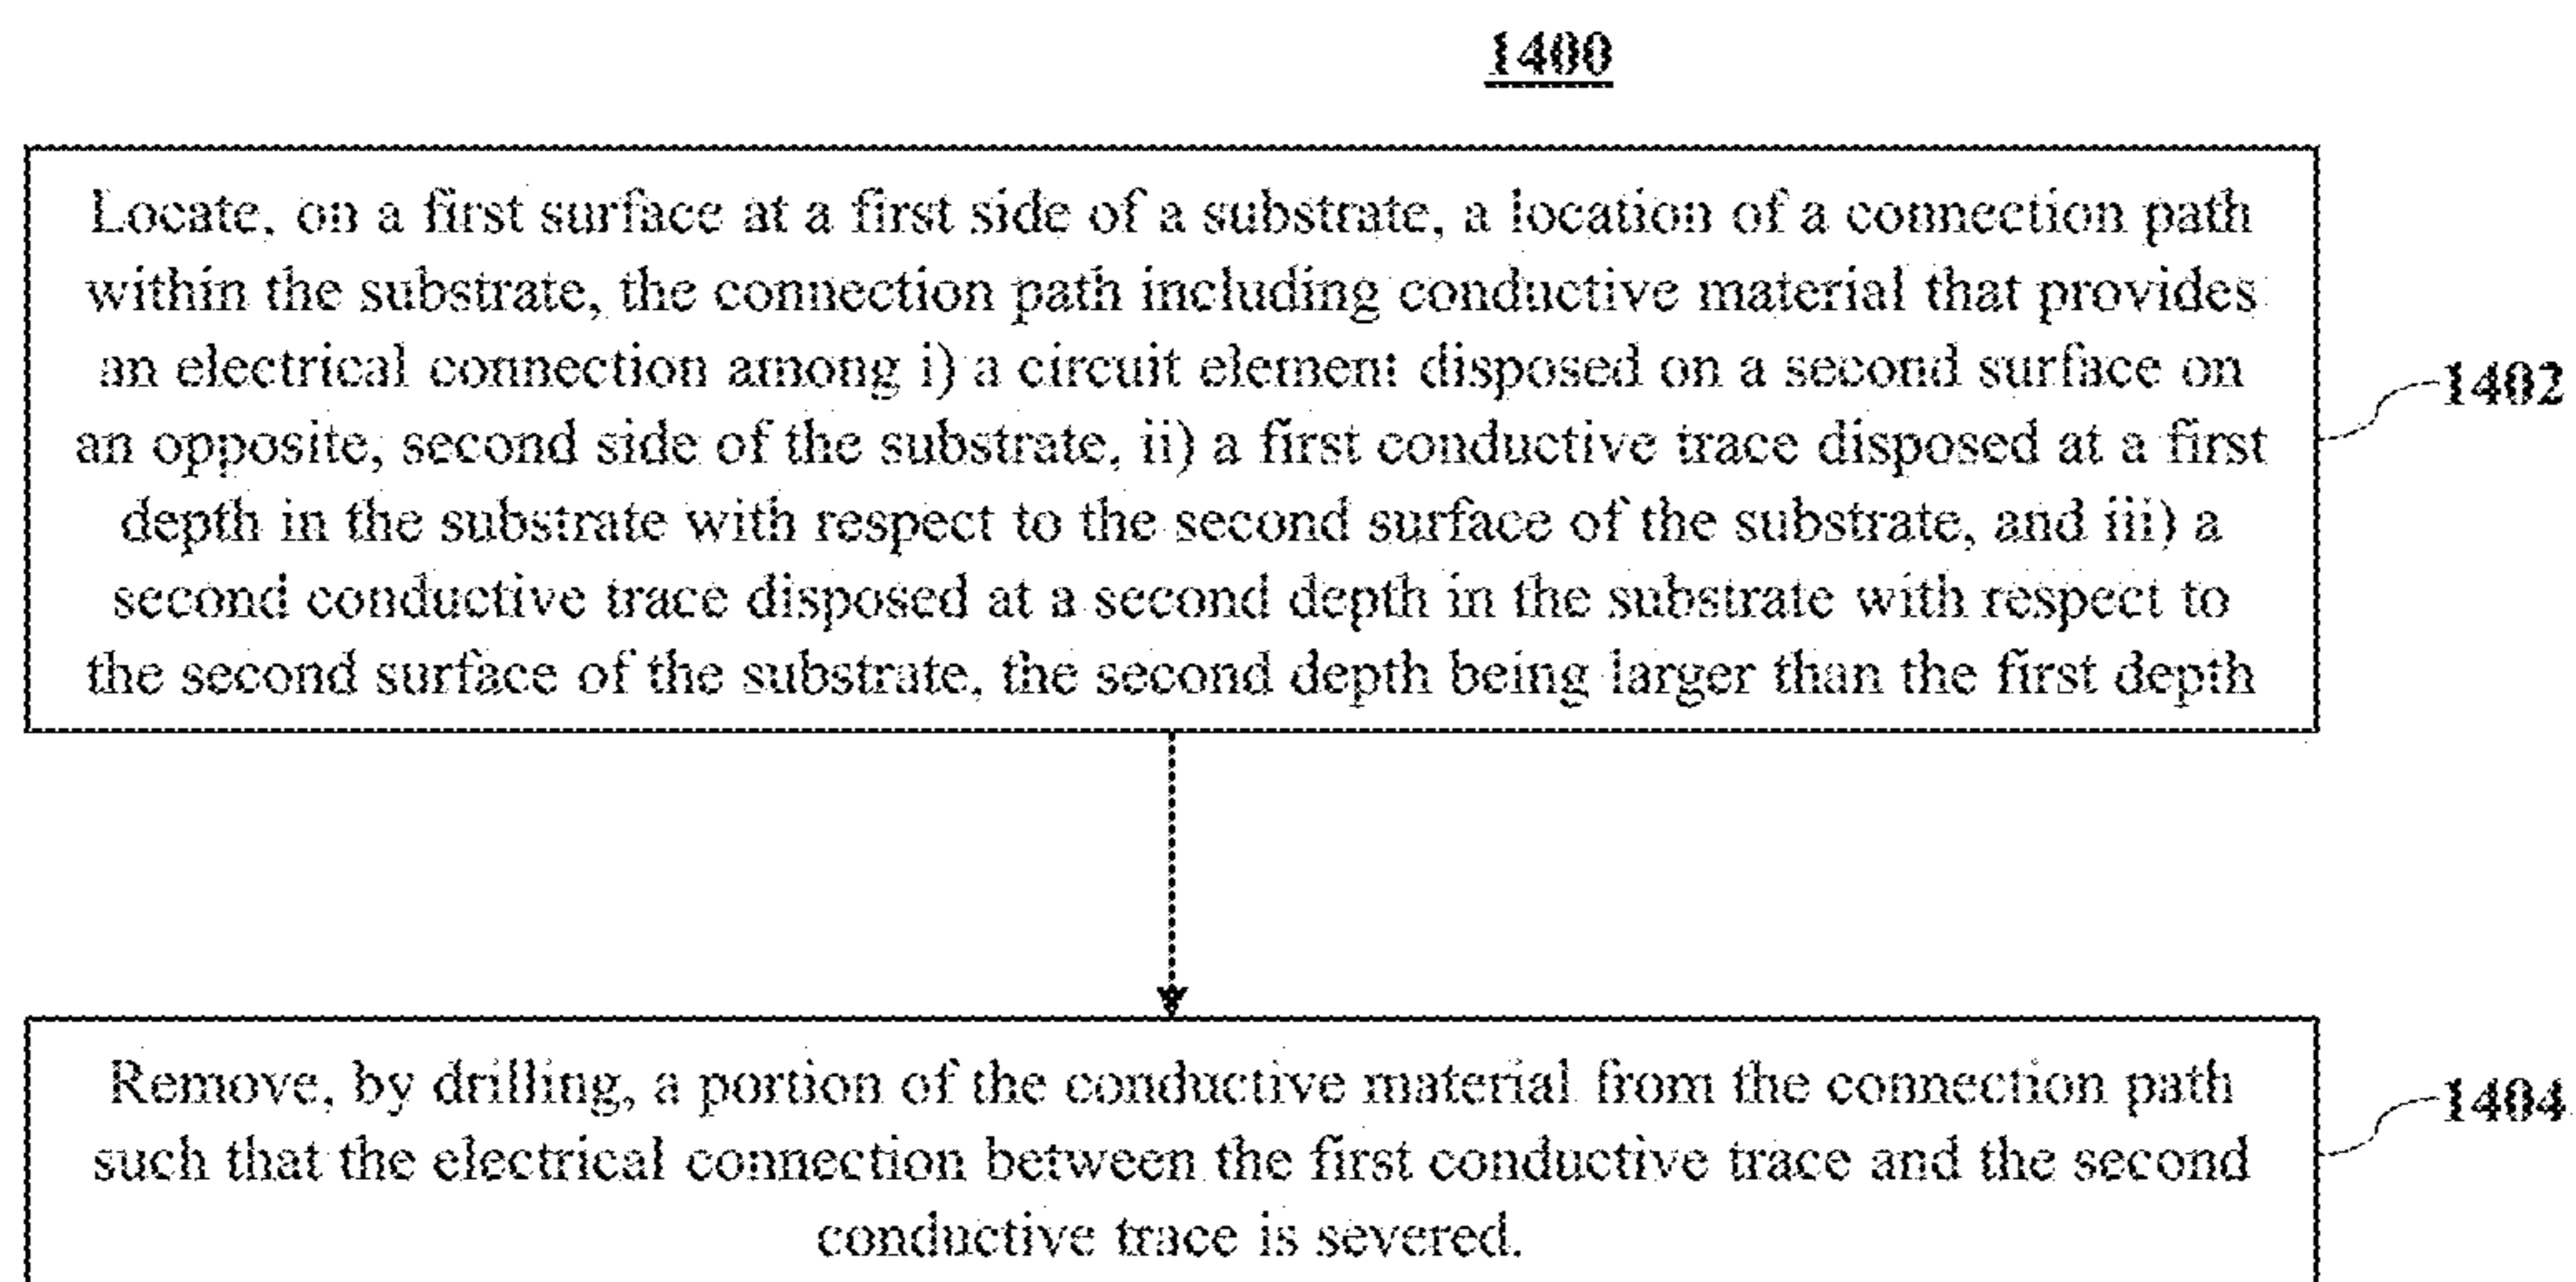 1400
Locate, on a first surface at a first side of a substrate, a location of a connection path
within the substrate, the connection path including conductive material that provides
an electrical connection among i) a circuit element disposed on a second surface on
an opposite, second side of the substrate, ii) a first conductive trace disposed at a first
depth in the substrate with respect to the second surface of the substrate, and iii) a
second conductive trace disposed at a second depth in the substrate with respect to
the second surface of the substrate, the second depth being larger than the first depth
1402
Remove, by drilling, a portion of the conductive material from the connection path
such that the electrical connection between the first conductive trace and the second
conductive trace is severed.
1404